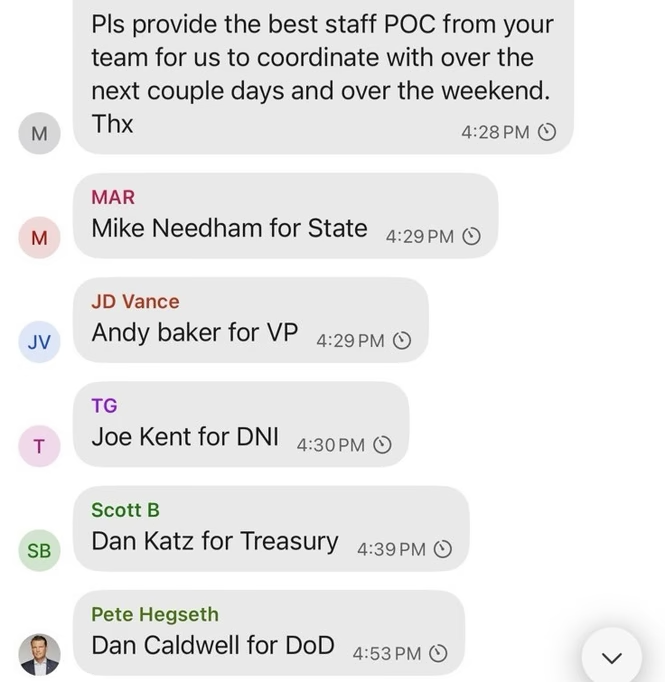 Pls provide the best staff POC from your
team for us to coordinate with over the
next couple days and over the weekend.
Thx
4:28 PM
M
MAR
Mike Needham for State
4:29 PM
M
JD Vance
Andy baker for VP
4:29 PM
JV
TG
Joe Kent for DNI
4:30 PM
T
Scott B
Dan Katz for Treasury
4:39 PM
SB
Pete Hegseth
Dan Caldwell for DoD
4:53 PM